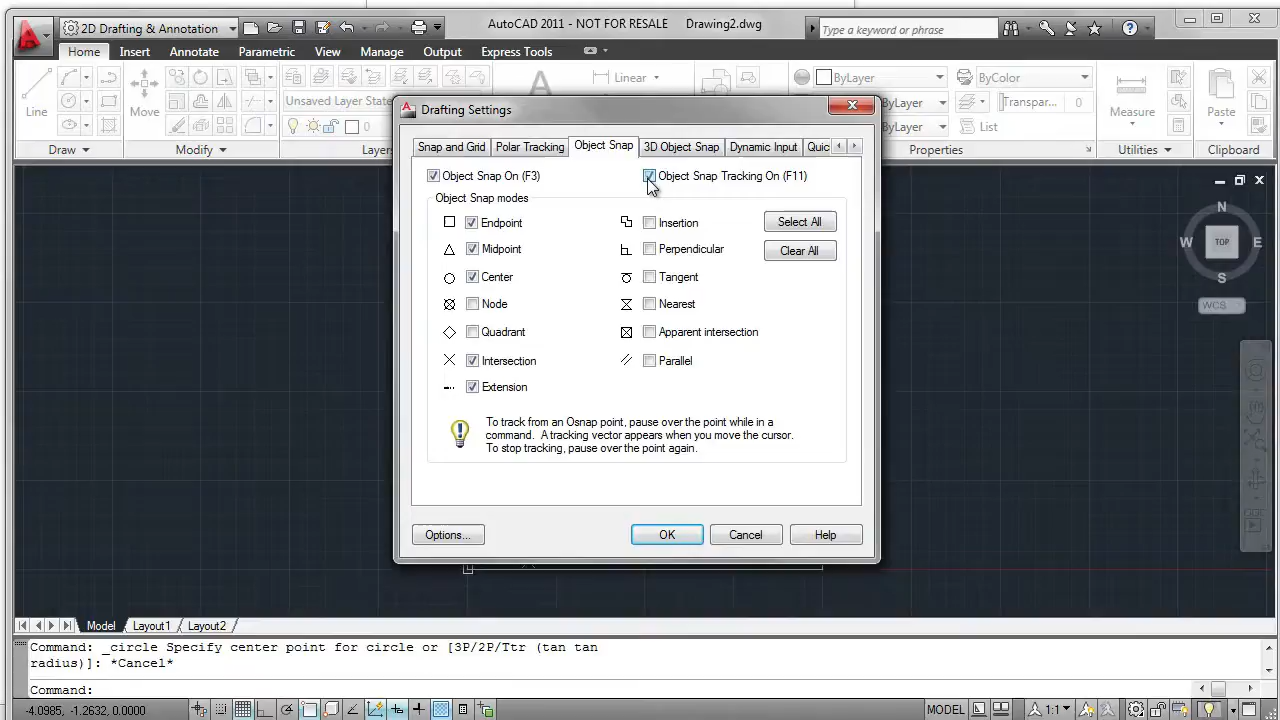 2D Drafting & Annotation
AutoCAD 2011 - NOT FOR RESALE Drawing2.dwg
Type a keyword or phrase
Home Insert Annotate Parametric View Manage Output Express Tools
Line
Move
Unsaved Layer State
0
A
Linear
ByLayer
ByColor
ByLayer
Transpar...
0
ByLayer
List
Measure
Paste
Draw
Modify
Layers
Properties
Utilities
Clipboard
Drafting Settings
Snap and Grid Polar Tracking Object Snap 3D Object Snap Dynamic Input Quic
Object Snap On (F3)
Object Snap Tracking On (F11)
Object Snap modes
Endpoint
Insertion
Select All
Midpoint
Perpendicular
Clear All
Center
Tangent
Node
Nearest
Quadrant
Apparent intersection
Intersection
Parallel
Extension
To track from an Osnap point, pause over the point while in a
command. A tracking vector appears when you move the cursor.
To stop tracking, pause over the point again.
Options...
OK
Cancel
Help
N
W TOP E
S
WCS
Model Layout1 Layout2
Command: _circle Specify center point for circle or [3P/2P/Ttr (tan tan
radius)]: *Cancel*
Command:
-4.0985, -1.2632, 0.0000
MODEL
1:1